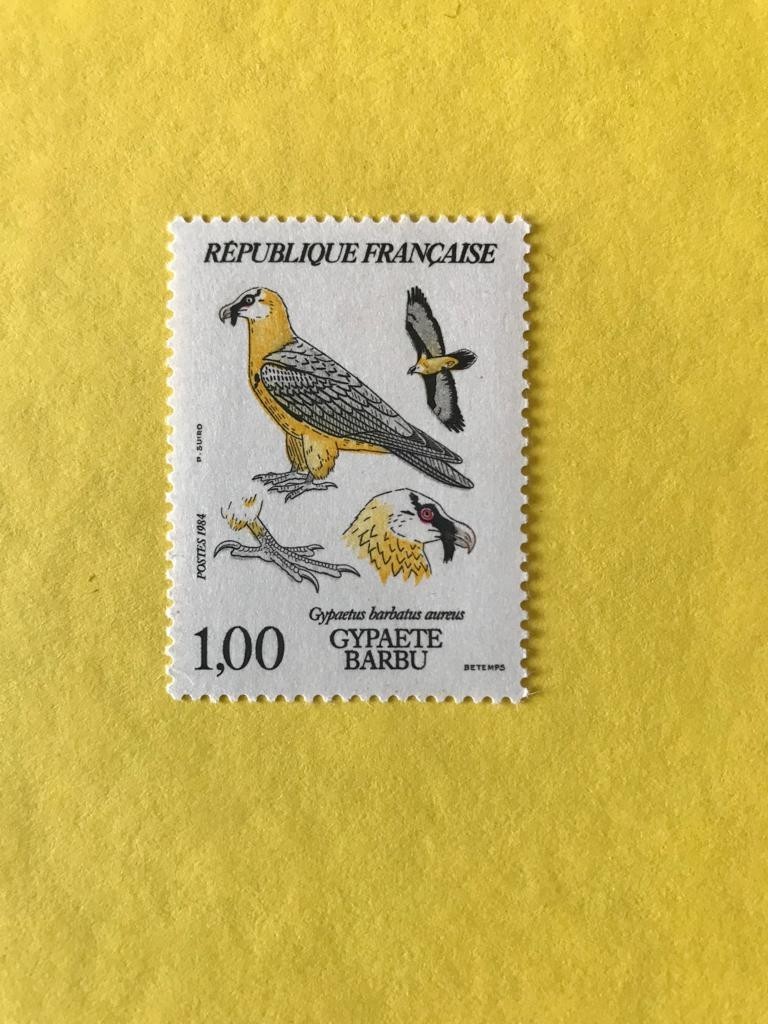 RÉPUBLIQUE FRANÇAISE
P. SUIRO
POSTES 1984
Gypaetus barbatus aureus
1,00
GYPAETE
BARBU
BETEMPS